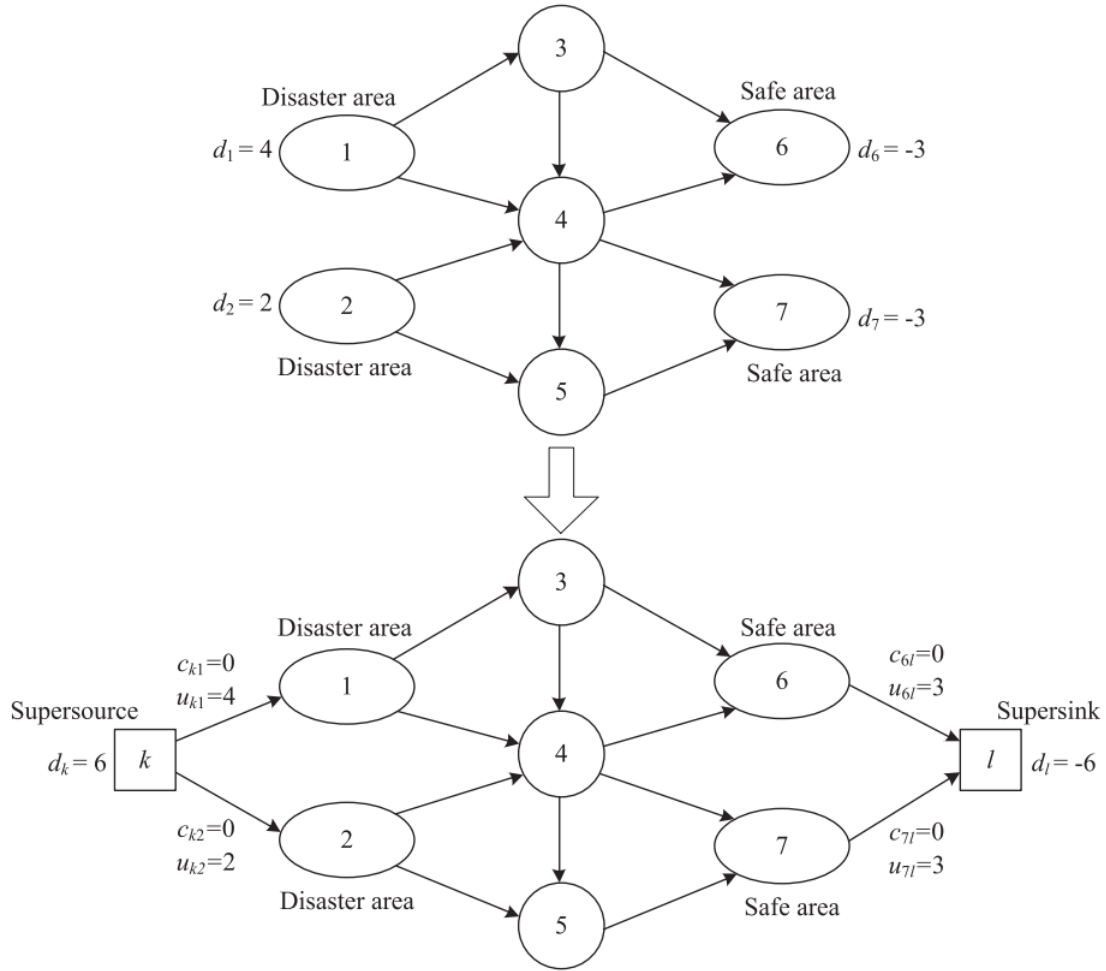 3
Disaster area
Safe area
d₁ = 4
1
6
d₆ = -3
4
d₂ = 2
2
7
d₇ = -3
Disaster area
5
Safe area
3
Disaster area
Safe area
cₖ₁=0
uₖ₁=4
1
6
c₆ₗ=0
u₆ₗ=3
Supersource
Supersink
dₖ = 6
k
4
l
dₗ = -6
cₖ₂=0
uₖ₂=2
2
7
c₇ₗ=0
u₇ₗ=3
Disaster area
5
Safe area